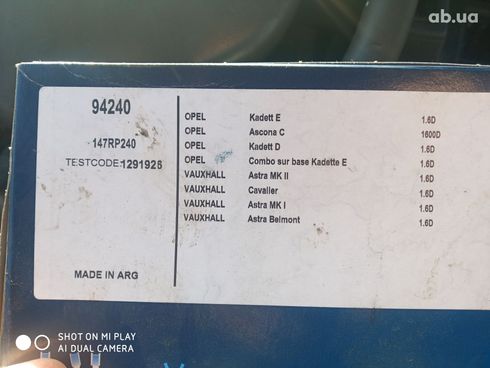 ab.ua
94240
147RP240
TESTCODE:1291926
MADE IN ARG
OPEL Kadett E 1.6D
OPEL Ascona C 1600D
OPEL Kadett D 1.6D
OPEL Combo sur base Kadette E 1.6D
VAUXHALL Astra MK II 1.6D
VAUXHALL Cavalier 1.6D
VAUXHALL Astra MK I 1.6D
VAUXHALL Astra Belmont 1.6D
SHOT ON MI PLAY
AI DUAL CAMERA